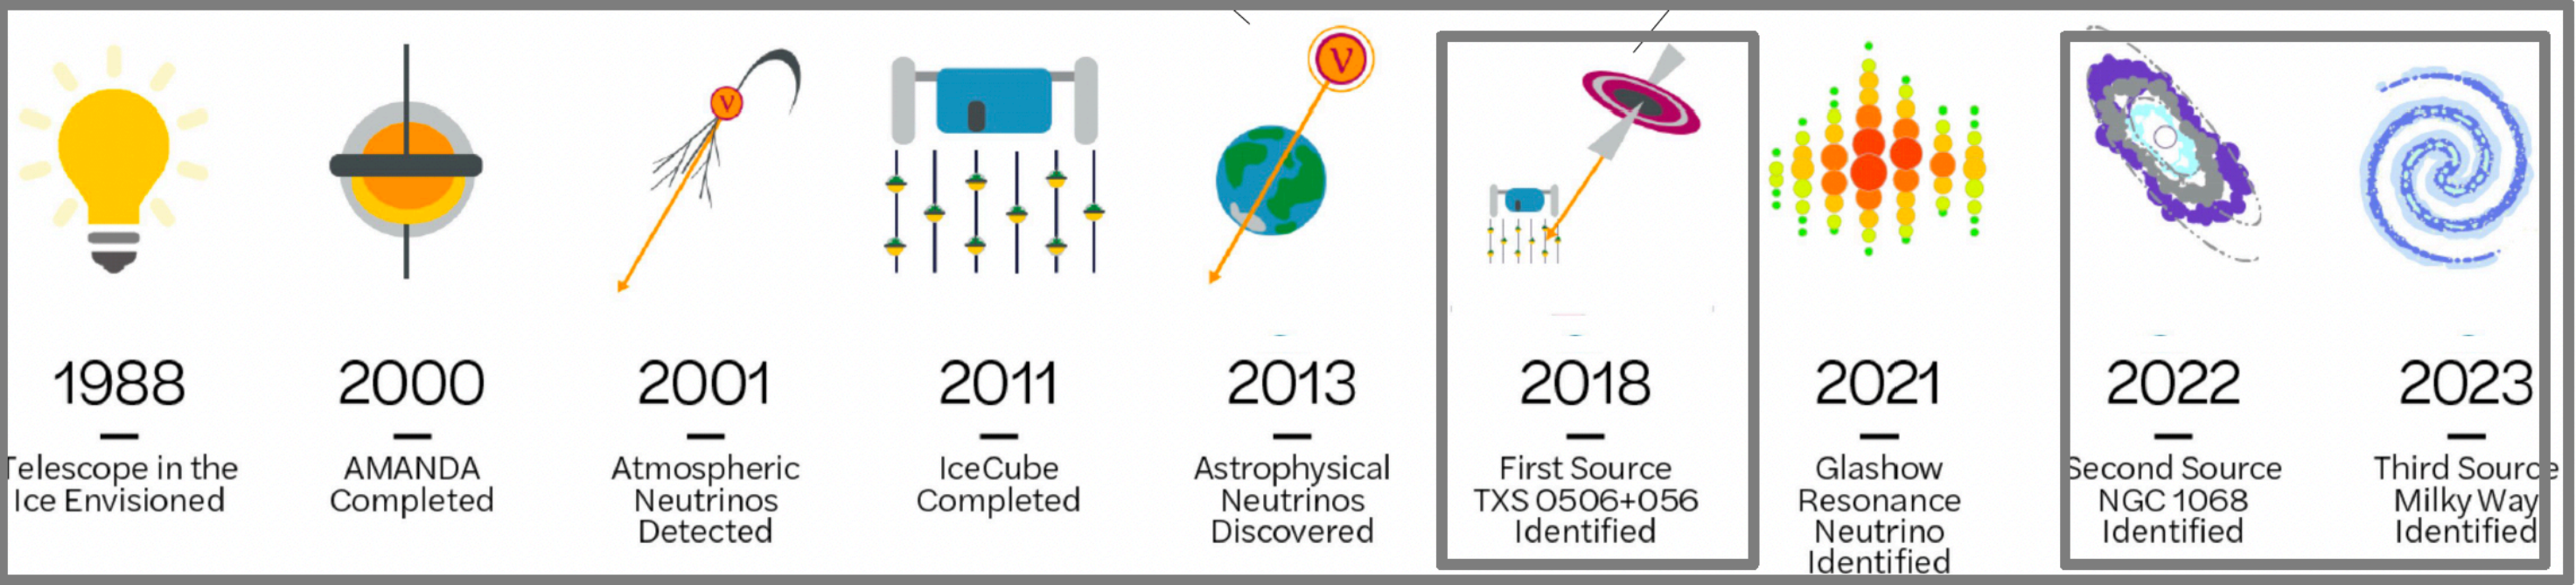 V
V
1988
Telescope in the
Ice Envisioned
2000
AMANDA
Completed
2001
Atmospheric
Neutrinos
Detected
2011
IceCube
Completed
2013
Astrophysical
Neutrinos
Discovered
2018
First Source
TXS 0506+056
Identified
2021
Glashow
Resonance
Neutrino
Identified
2022
Second Source
NGC 1068
Identified
2023
Third Source
Milky Way
Identified